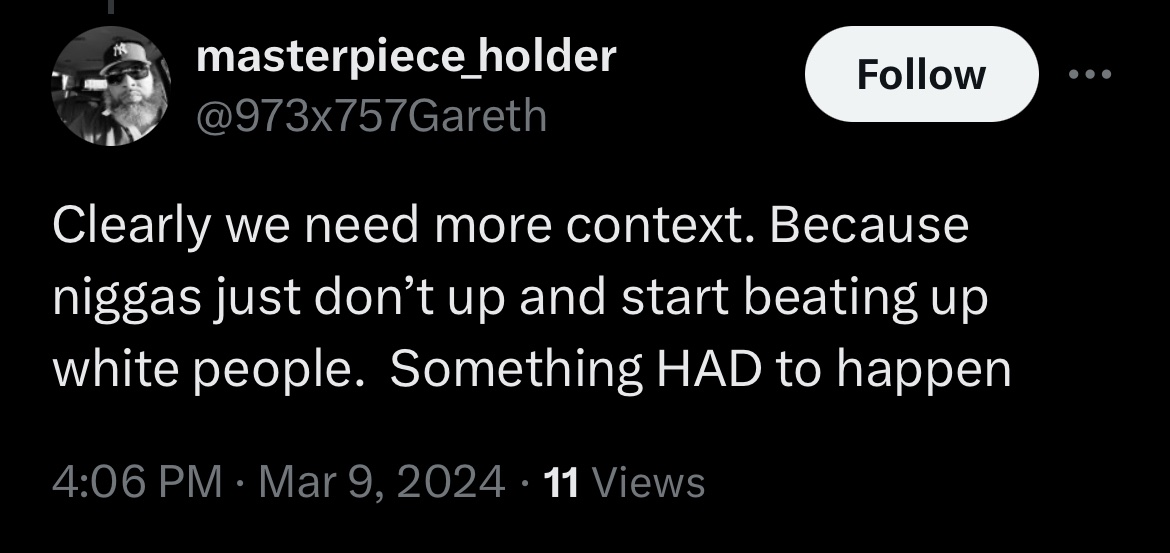 masterpiece_holder
@973x757Gareth
Follow
Clearly we need more context. Because
niggas just don’t up and start beating up
white people.  Something HAD to happen
4:06 PM · Mar 9, 2024 · 11 Views